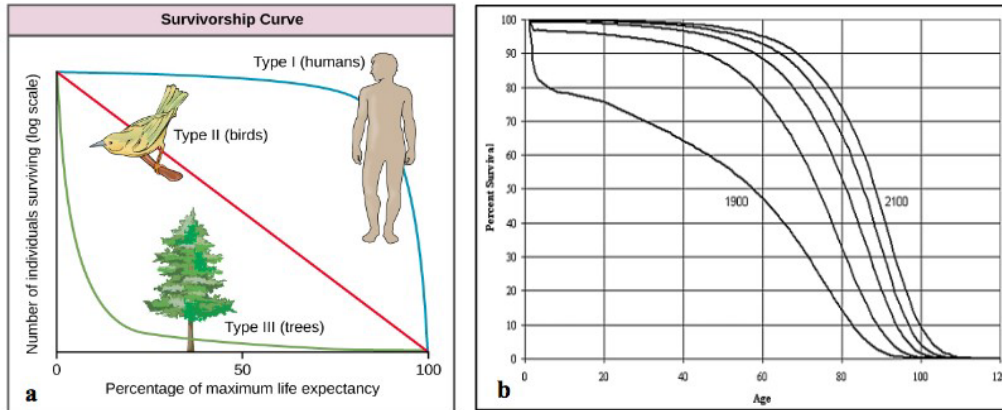 Survivorship Curve
Number of individuals surviving (log scale)
Type I (humans)
Type II (birds)
Type III (trees)
0
50
100
Percentage of maximum life expectancy
a
100
90
80
70
60
50
40
30
20
10
0
Percent Survival
1900
2100
0
20
40
60
80
100
120
Age
b